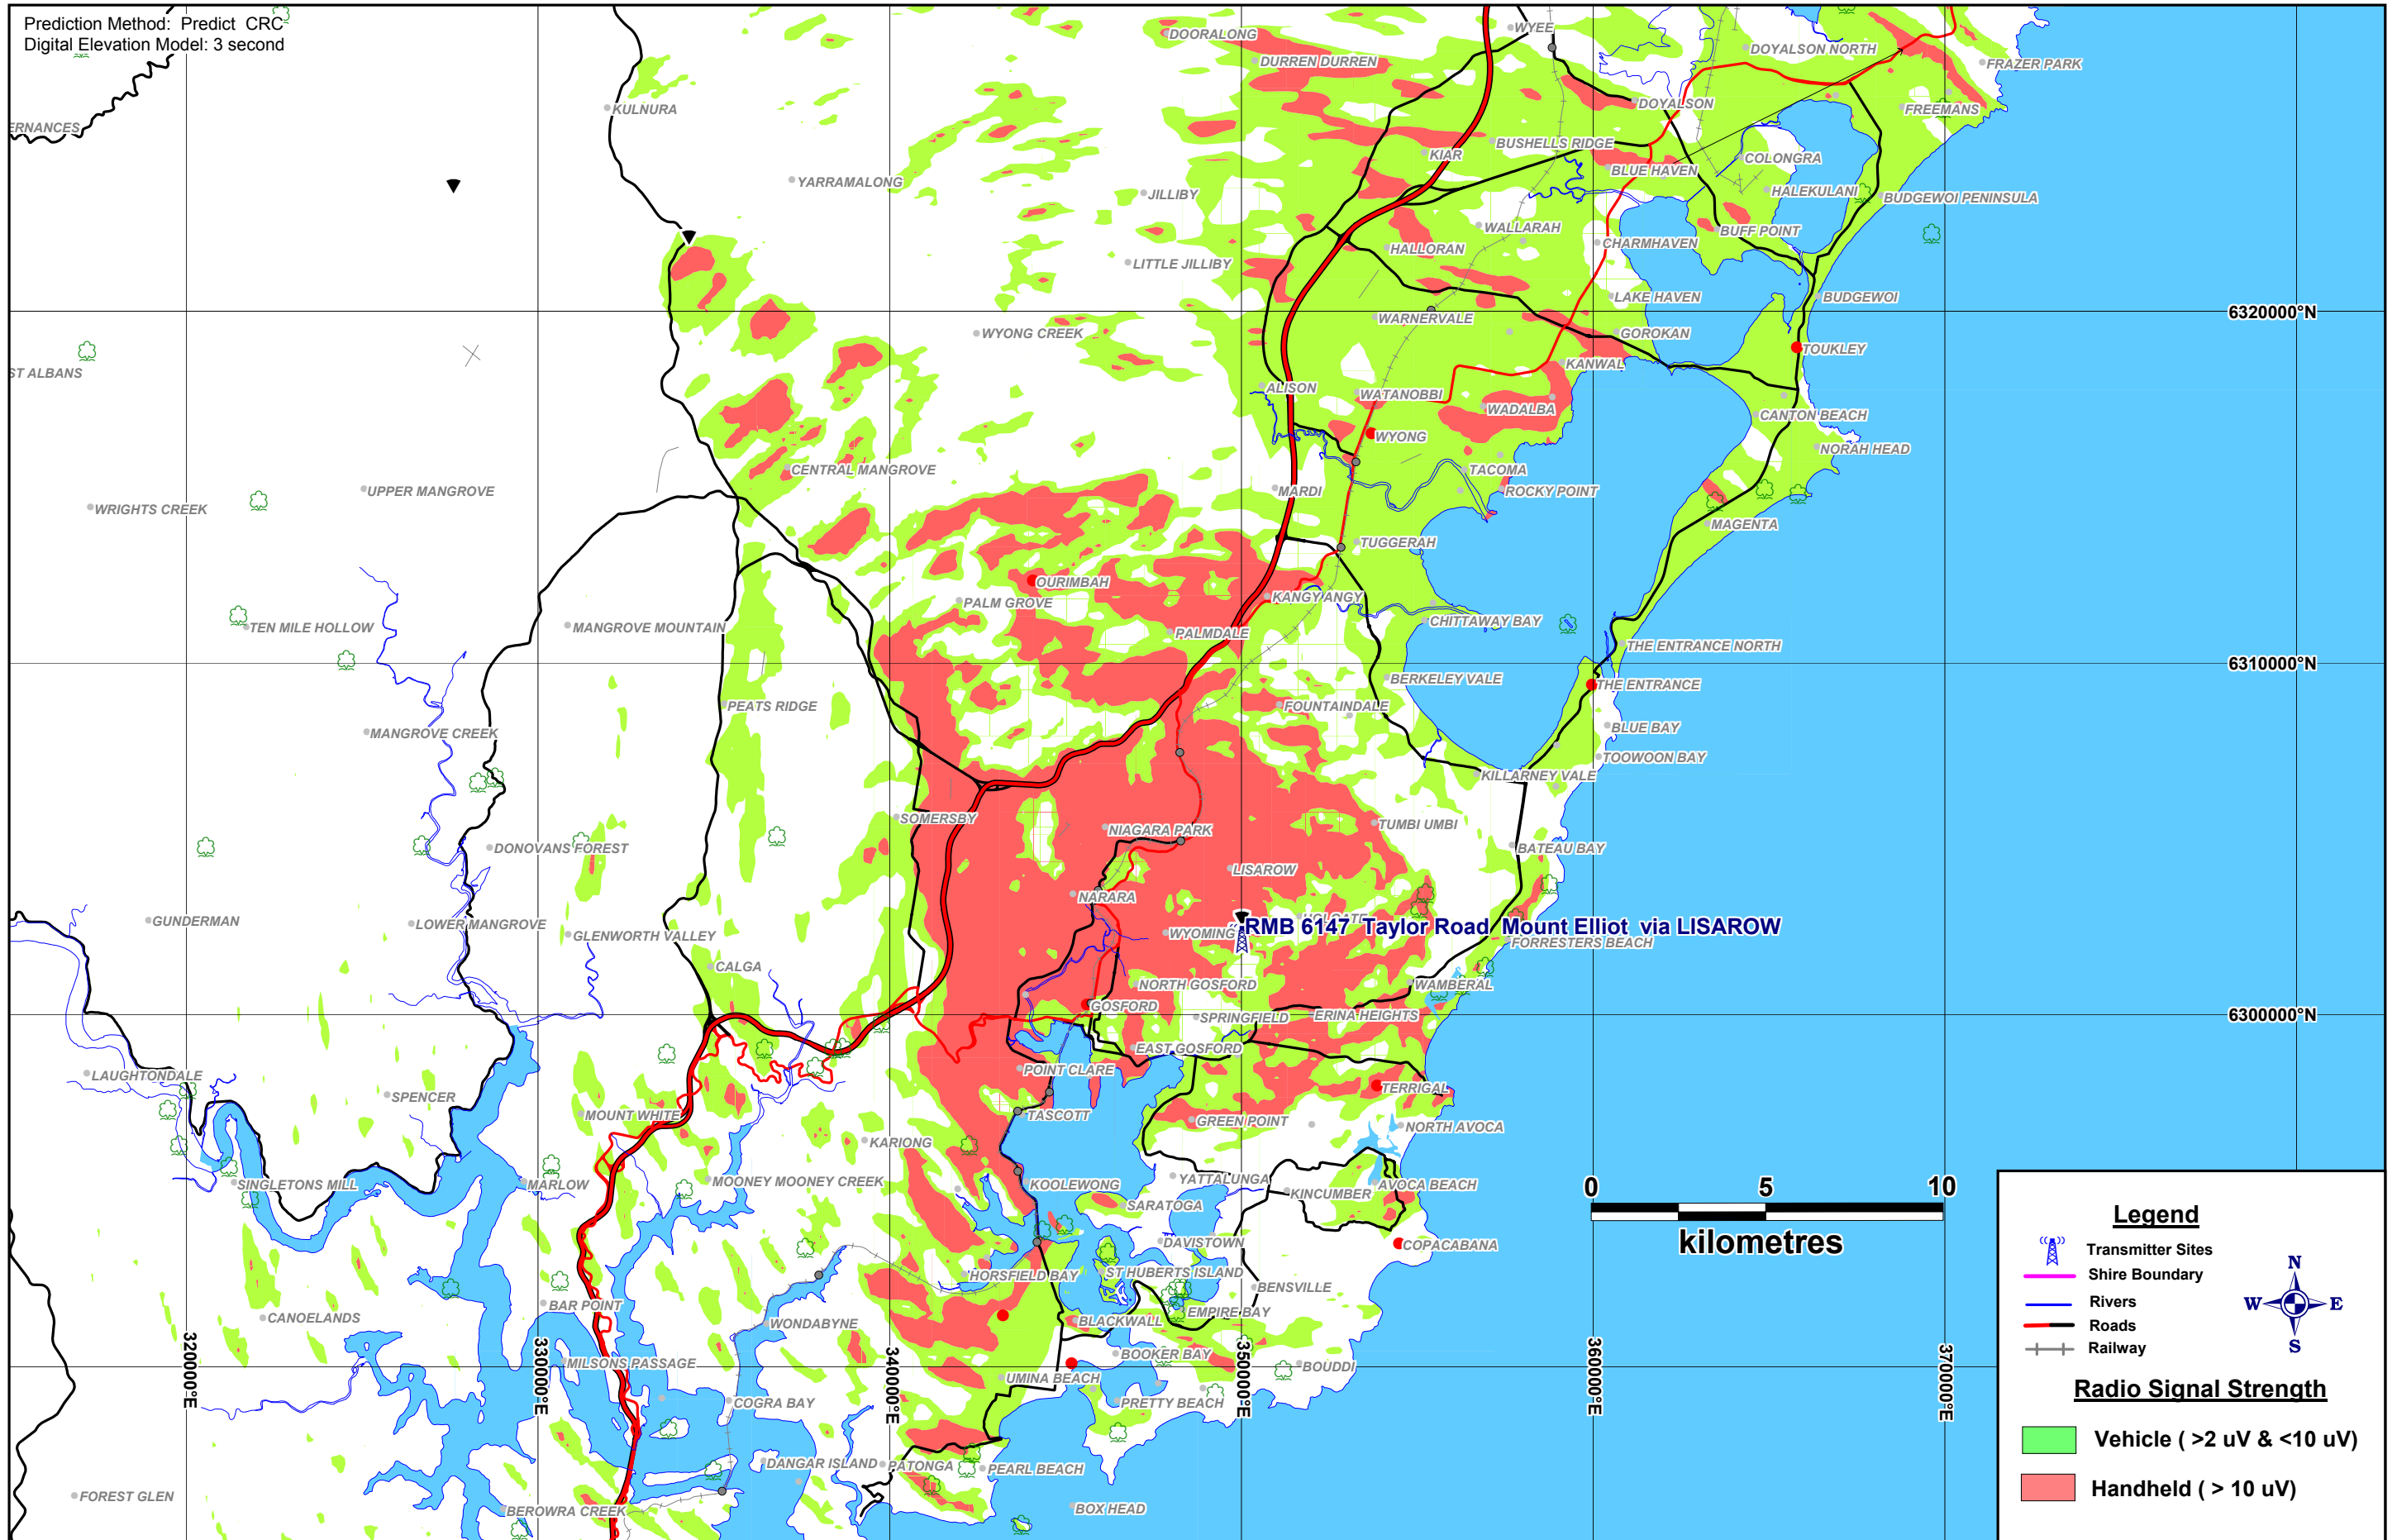 Prediction Method: Predict CRC
Digital Elevation Model: 3 second
DOORALONG
WYEE
DOYALSON NORTH
DURREN DURREN
FRAZER PARK
KULNURA
DOYALSON
FREEMANS
ERNANCES
BUSHELLS RIDGE
KIAR
COLONGRA
BLUE HAVEN
YARRAMALONG
JILLIBY
HALEKULANI
BUDGEWOI PENINSULA
WALLARAH
BUFF POINT
HALLORAN
CHARMHAVEN
LITTLE JILLIBY
LAKE HAVEN
BUDGEWOI
6320000°N
WARNERVALE
WYONG CREEK
GOROKAN
TOUKLEY
ST ALBANS
KANWAL
ALISON
WATANOBBI
WADALBA
CANTON BEACH
WYONG
NORAH HEAD
CENTRAL MANGROVE
TACOMA
UPPER MANGROVE
MARDI
ROCKY POINT
WRIGHTS CREEK
MAGENTA
TUGGERAH
OURIMBAH
KANGY ANGY
PALM GROVE
CHITTAWAY BAY
TEN MILE HOLLOW
MANGROVE MOUNTAIN
PALMDALE
THE ENTRANCE NORTH
6310000°N
BERKELEY VALE
THE ENTRANCE
PEATS RIDGE
FOUNTAINDALE
BLUE BAY
MANGROVE CREEK
TOOWOON BAY
KILLARNEY VALE
SOMERSBY
NIAGARA PARK
TUMBI UMBI
DONOVANS FOREST
BATEAU BAY
LISAROW
NARARA
GUNDERMAN
LOWER MANGROVE
HOLGATE
RMB 6147 Taylor Road Mount Elliot via LISAROW
GLENWORTH VALLEY
WYOMING
FORRESTERS BEACH
CALGA
NORTH GOSFORD
WAMBERAL
GOSFORD
6300000°N
SPRINGFIELD
ERINA HEIGHTS
EAST GOSFORD
POINT CLARE
LAUGHTONDALE
TERRIGAL
SPENCER
MOUNT WHITE
TASCOTT
GREEN POINT
NORTH AVOCA
KARIONG
MOONEY MOONEY CREEK
YATTALUNGA
SINGLETONS MILL
MARLOW
KOOLEWONG
AVOCA BEACH
KINCUMBER
0 5 10
kilometres
SARATOGA
DAVISTOWN
COPACABANA
HORSFIELD BAY
ST HUBERTS ISLAND
BENSVILLE
BAR POINT
EMPIRE BAY
CANOELANDS
WONDABYNE
BLACKWALL
BOOKER BAY
MILSONS PASSAGE
BOUDDI
UMINA BEACH
COGRA BAY
PRETTY BEACH
320000°E
330000°E
340000°E
350000°E
360000°E
370000°E
DANGAR ISLAND
PATONGA
PEARL BEACH
FOREST GLEN
BOX HEAD
BEROWRA CREEK
Legend
Transmitter Sites
Shire Boundary
Rivers
Roads
Railway
N
W
E
S
Radio Signal Strength
Vehicle ( >2 uV & <10 uV)
Handheld ( > 10 uV)